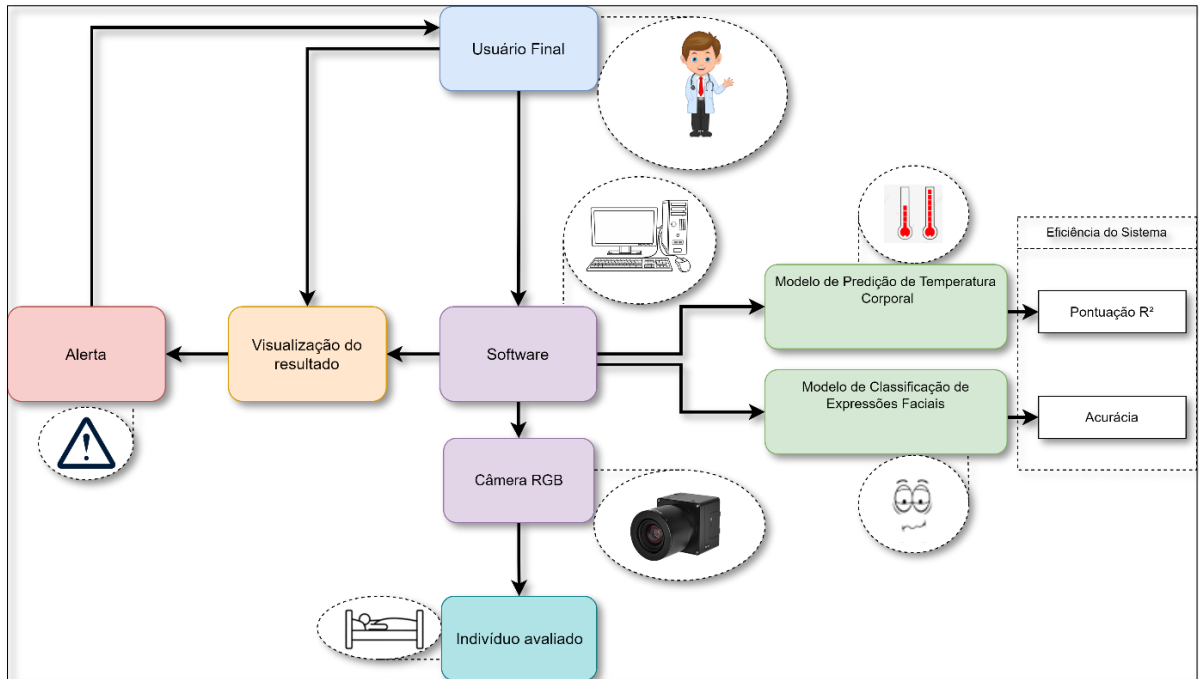 Usuário Final
Eficiência do Sistema
Modelo de Predição de Temperatura
Corporal
Pontuação R²
Alerta
Visualização do
resultado
Software
Modelo de Classificação de
Expressões Faciais
Acurácia
Câmera RGB
Indivíduo avaliado